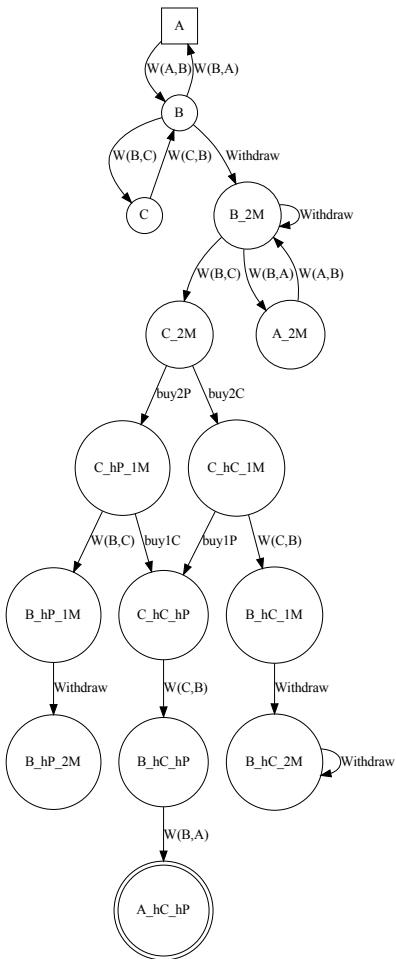 A
W(A,B)
W(B,A)
B
W(B,C)
W(C,B)
Withdraw
C
B_2M
Withdraw
W(B,C)
W(B,A)
W(A,B)
C_2M
A_2M
buy2P
buy2C
C_hP_1M
C_hC_1M
W(B,C)
buy1C
buy1P
W(C,B)
B_hP_1M
C_hC_hP
B_hC_1M
Withdraw
W(C,B)
Withdraw
B_hP_2M
B_hC_hP
B_hC_2M
Withdraw
W(B,A)
A_hC_hP